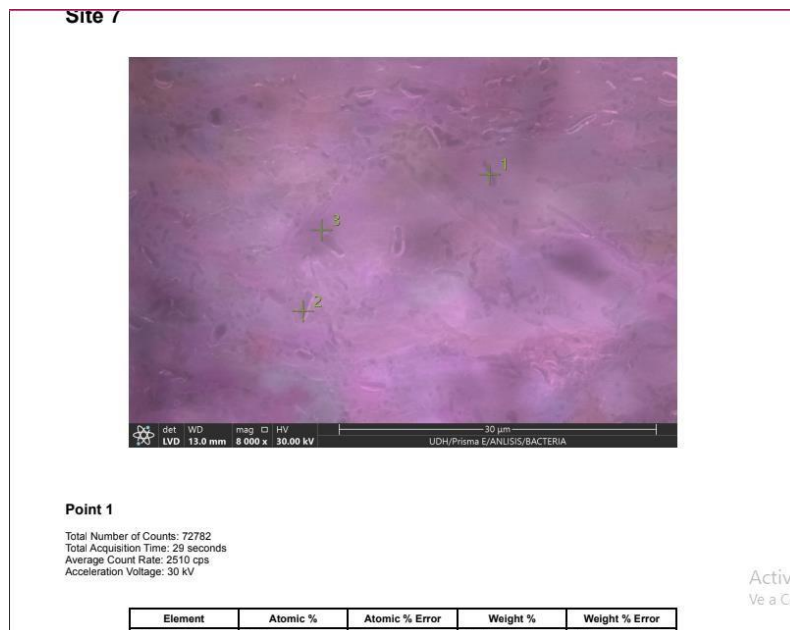 Site 7
1
3
2
det WD mag HV
LVD 13.0 mm 8 000 x 30.00 kV
30 µm
UDH/Prisma E/ANLISIS/BACTERIA
Point 1
Total Number of Counts: 72782
Total Acquisition Time: 29 seconds
Average Count Rate: 2510 cps
Acceleration Voltage: 30 kV
Activ
Ve a C
Element Atomic % Atomic % Error Weight % Weight % Error